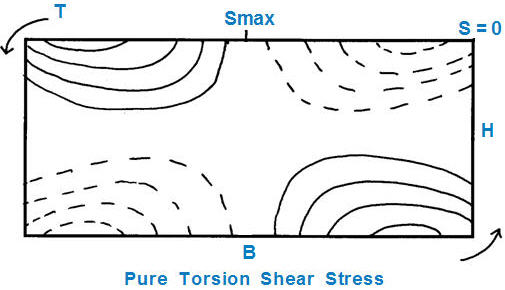 T
Smax
S = 0
H
B
Pure Torsion Shear Stress